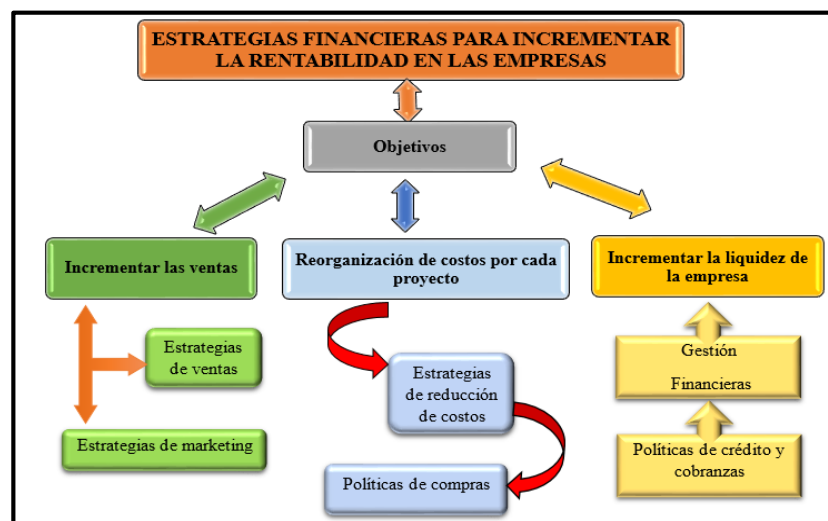 ESTRATEGIAS FINANCIERAS PARA INCREMENTAR
LA RENTABILIDAD EN LAS EMPRESAS
Objetivos
Incrementar las ventas
Estrategias
de ventas
Estrategias de marketing
Reorganización de costos por cada
proyecto
Estrategias
de reducción
de costos
Políticas de compras
Incrementar la liquidez de
la empresa
Gestión
Financieras
Políticas de crédito y
cobranzas